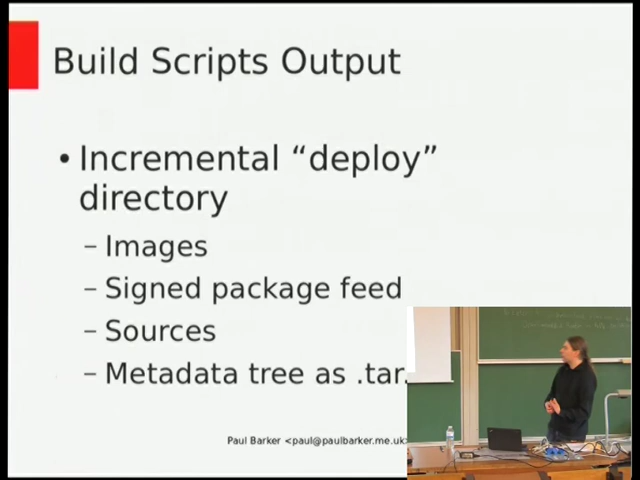 Build Scripts Output
• Incremental “deploy”
directory
– Images
– Signed package feed
– Sources
– Metadata tree as .tar.
Paul Barker <paul@paulbarker.me.uk